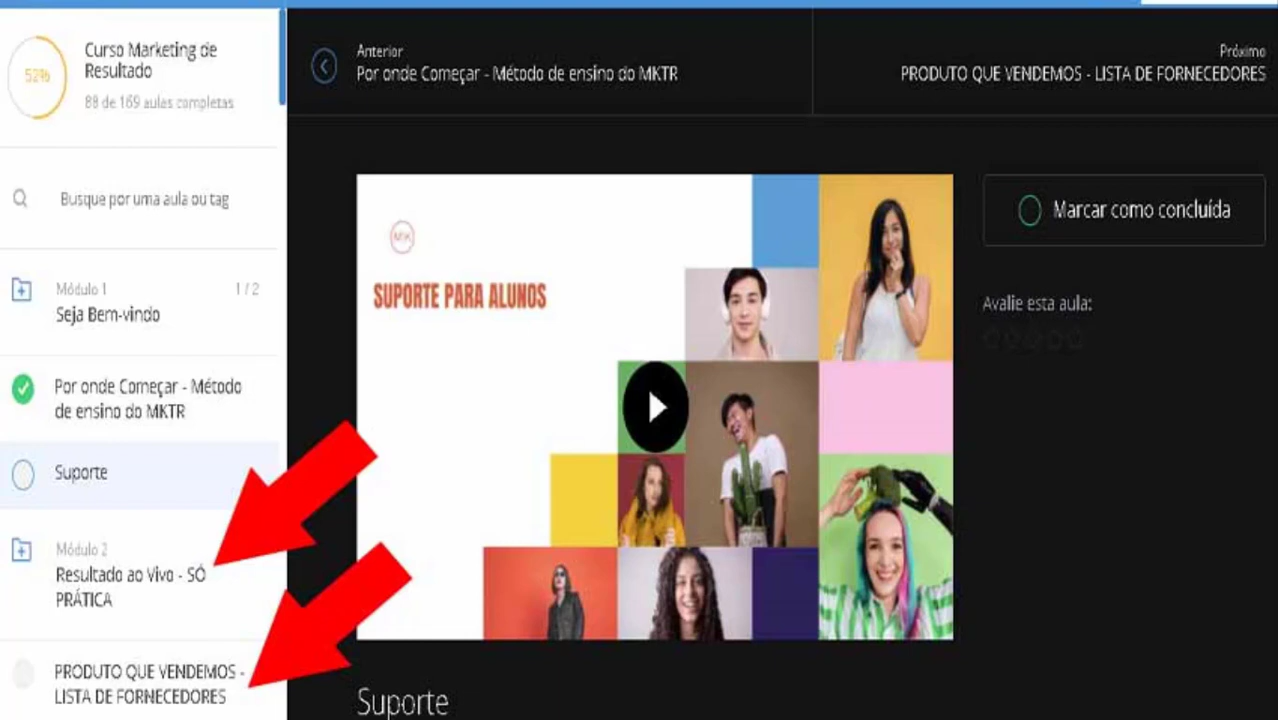 52%
Curso Marketing de
Resultado
88 de 169 aulas completas
Busque por uma aula ou tag
Módulo 1
1 / 2
Seja Bem-vindo
Por onde Começar - Método
de ensino do MKTR
Suporte
Módulo 2
Resultado ao Vivo - SÓ
PRÁTICA
PRODUTO QUE VENDEMOS -
LISTA DE FORNECEDORES
Anterior
Por onde Começar - Método de ensino do MKTR
Próximo
PRODUTO QUE VENDEMOS - LISTA DE FORNECEDORES
SUPORTE PARA ALUNOS
Marcar como concluída
Avalie esta aula:
Suporte